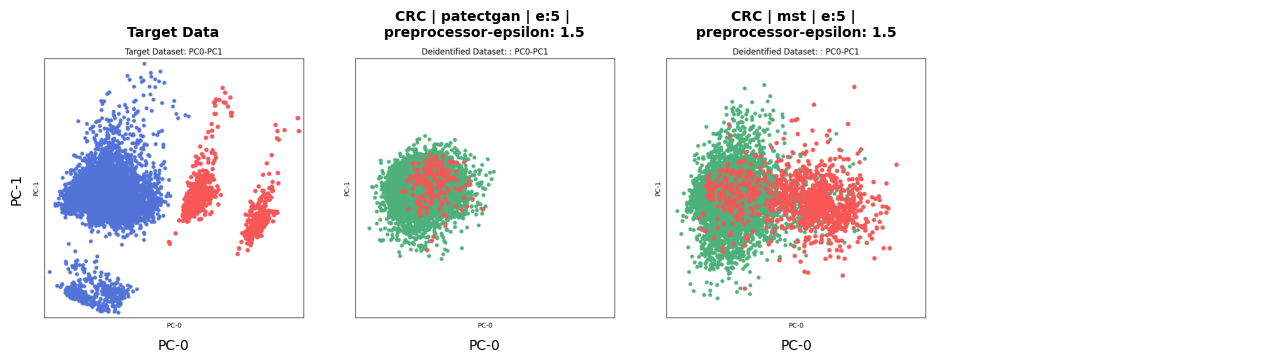 Target Data
Target Dataset: PC0-PC1
PC-1
PC-1
PC-0
PC-0
CRC | patectgan | e:5 |
preprocessor-epsilon: 1.5
Deidentified Dataset: : PC0-PC1
PC-1
PC-0
PC-0
CRC | mst | e:5 |
preprocessor-epsilon: 1.5
Deidentified Dataset: : PC0-PC1
PC-1
PC-0
PC-0